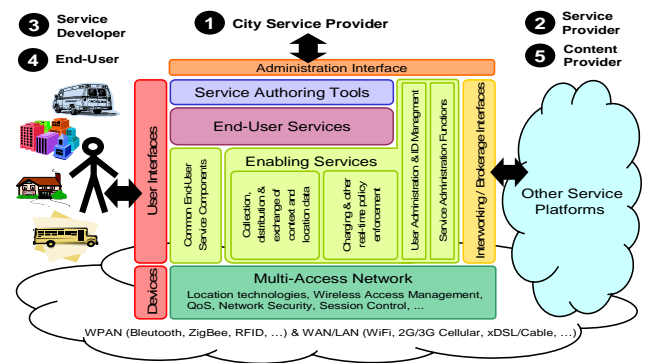 3 Service
Developer
4 End-User
1 City Service Provider
2 Service
Provider
5 Content
Provider
Administration Interface
Service Authoring Tools
End-User Services
Enabling Services
User Interfaces
Common End-User
Service Components
Collection,
distribution &
exchange of
context and
location data
Charging & other
real-time policy
enforcement
User Administration & ID Managment
Service Administration Functions
Interworking / Brokerage Interfaces
Other Service
Platforms
Devices
Multi-Access Network
Location technologies, Wireless Access Management,
QoS, Network Security, Session Control, ...
WPAN (Bleutooth, ZigBee, RFID, ...) & WAN/LAN (WiFi, 2G/3G Cellular, xDSL/Cable, ...)